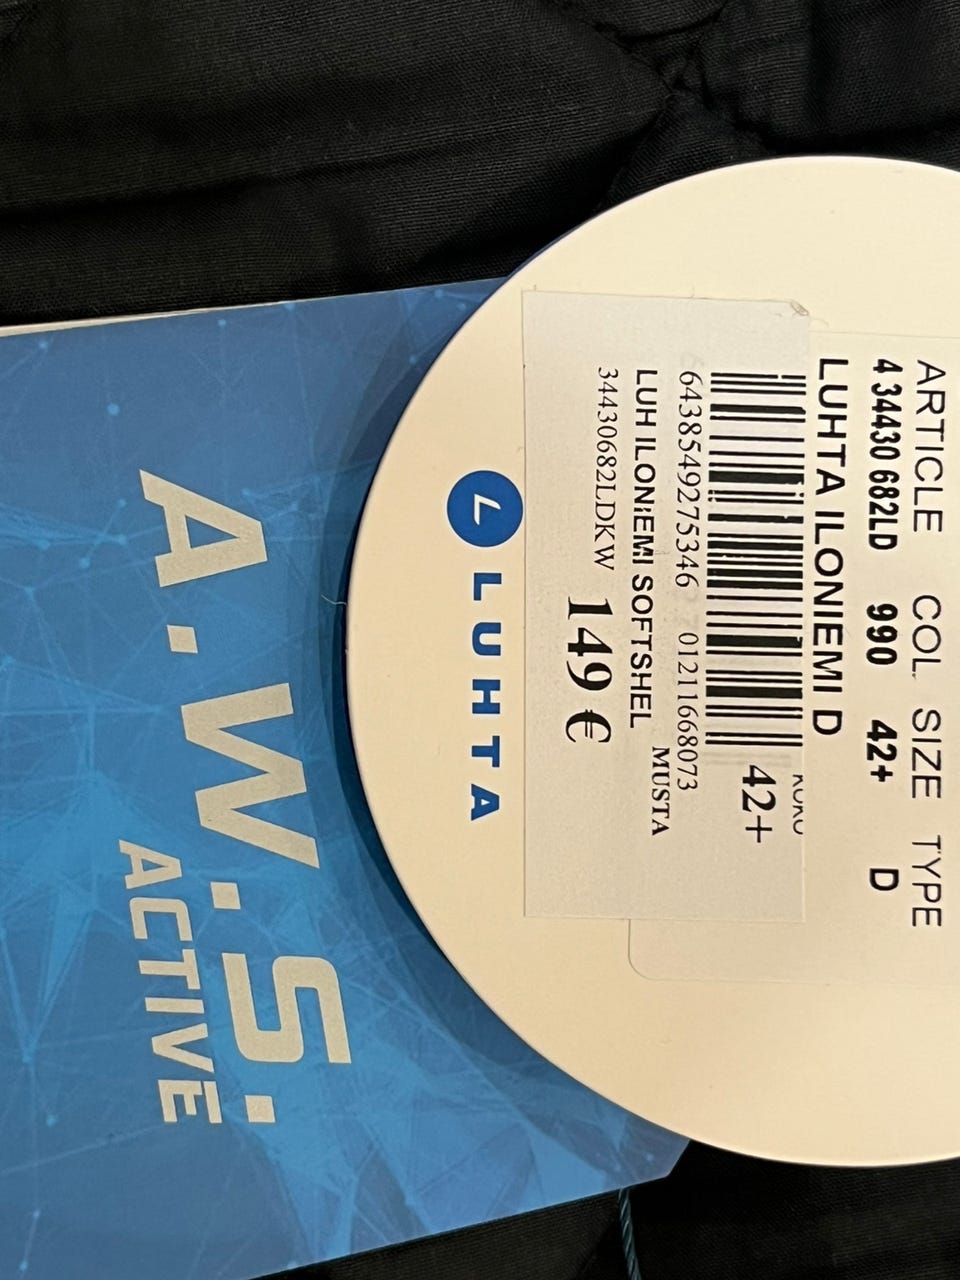 ARTICLE COL. SIZE TYPE
4 34430 682LD 990 42+ D
LUHTA ILONIEMI D
KOKO
42+
6438549275346 01211668073
LUH ILONIEMI SOFTSHEL MUSTA
34430682LDKW 149 €
LUHTA
A.W.S.
ACTIVE